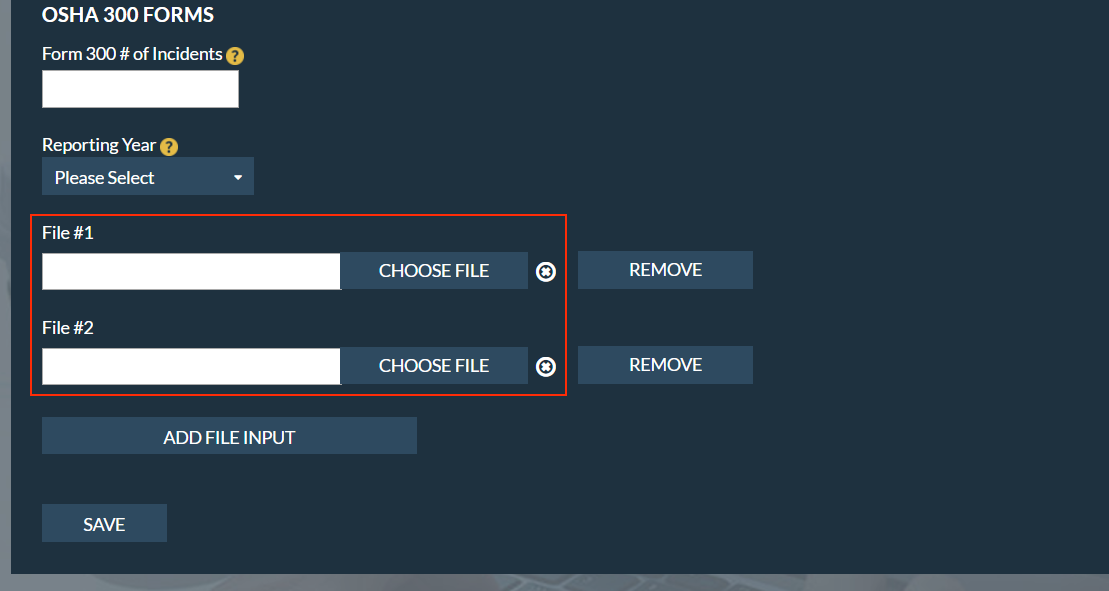 OSHA 300 FORMS
Form 300 # of Incidents ?
Reporting Year ?
Please Select
File #1
CHOOSE FILE REMOVE
File #2
CHOOSE FILE REMOVE
ADD FILE INPUT
SAVE